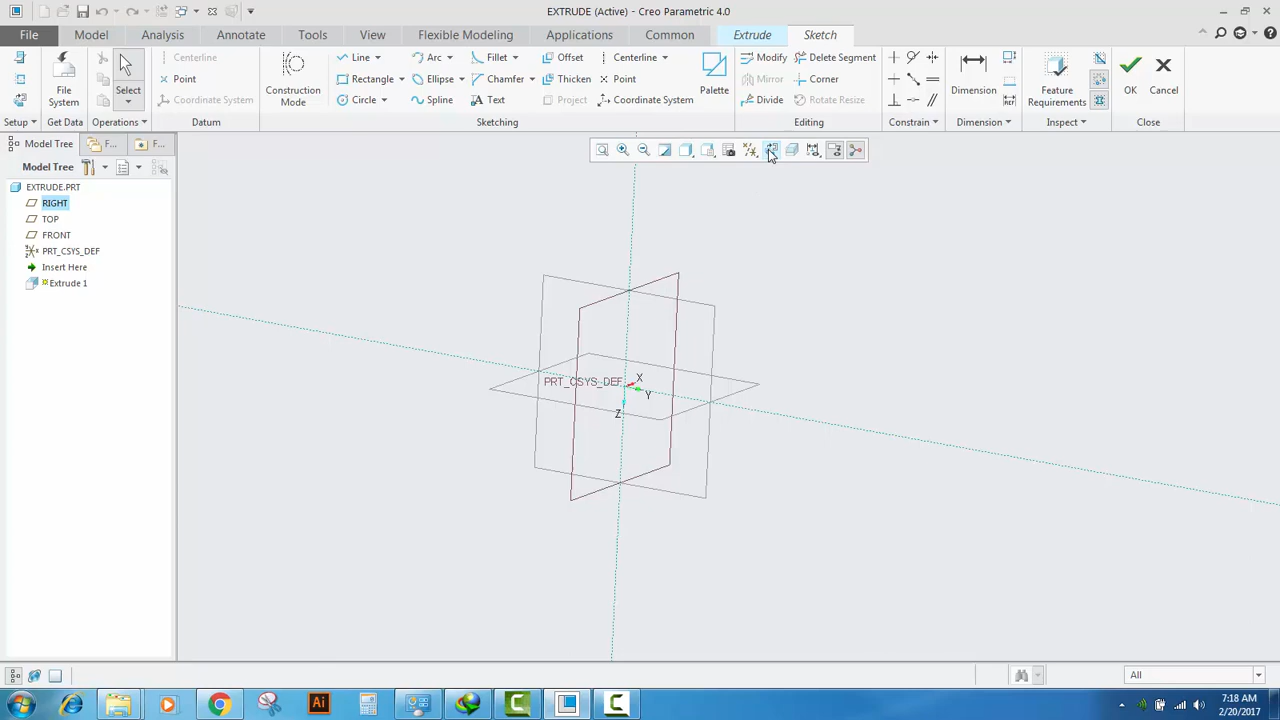 EXTRUDE (Active) - Creo Parametric 4.0
File Model Analysis Annotate Tools View Flexible Modeling Applications Common Extrude Sketch
Centerline Line Arc Fillet Offset Centerline Modify Delete Segment
Point Rectangle Ellipse Chamfer Thicken Point Mirror Corner
Coordinate System Circle Spline Text Project Coordinate System Divide Rotate Resize
File System Select Construction Mode Palette Dimension Feature Requirements OK Cancel
Setup Get Data Operations Datum Sketching Editing Constrain Dimension Inspect Close
Model Tree F... F...
Model Tree
EXTRUDE.PRT
RIGHT
TOP
FRONT
PRT_CSYS_DEF
Insert Here
Extrude 1
PRT_CSYS_DEF X
Y
Z
All
Ai
7:18 AM
2/20/2017